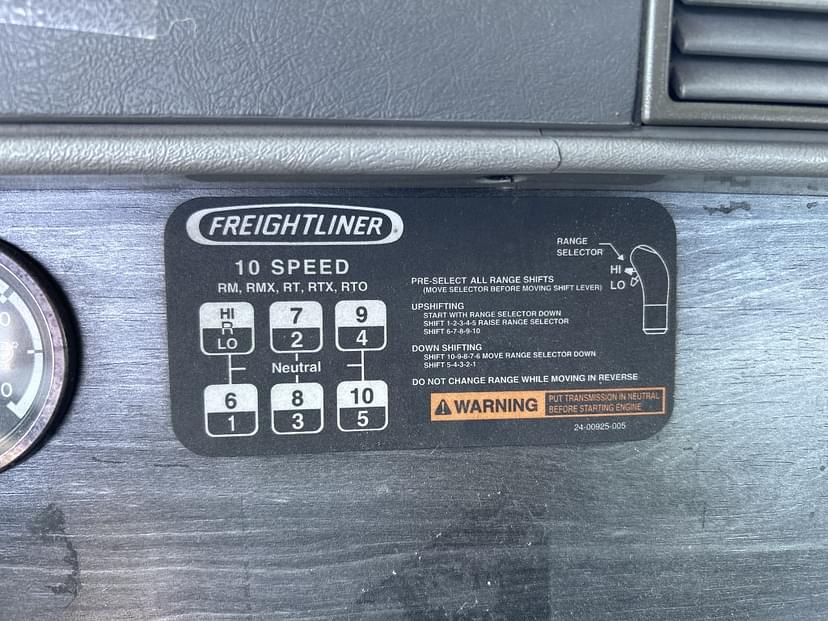 FREIGHTLINER
10 SPEED
RM, RMX, RT, RTX, RTO
HI
R
LO
7
2
9
4
Neutral
6
1
8
3
10
5
RANGE
SELECTOR
HI
LO
PRE-SELECT ALL RANGE SHIFTS
(MOVE SELECTOR BEFORE MOVING SHIFT LEVER)
UPSHIFTING
START WITH RANGE SELECTOR DOWN
SHIFT 1-2-3-4-5 RAISE RANGE SELECTOR
SHIFT 6-7-8-9-10
DOWN SHIFTING
SHIFT 10-9-8-7-6 MOVE RANGE SELECTOR DOWN
SHIFT 5-4-3-2-1
DO NOT CHANGE RANGE WHILE MOVING IN REVERSE
WARNING
PUT TRANSMISSION IN NEUTRAL
BEFORE STARTING ENGINE
24-00925-005